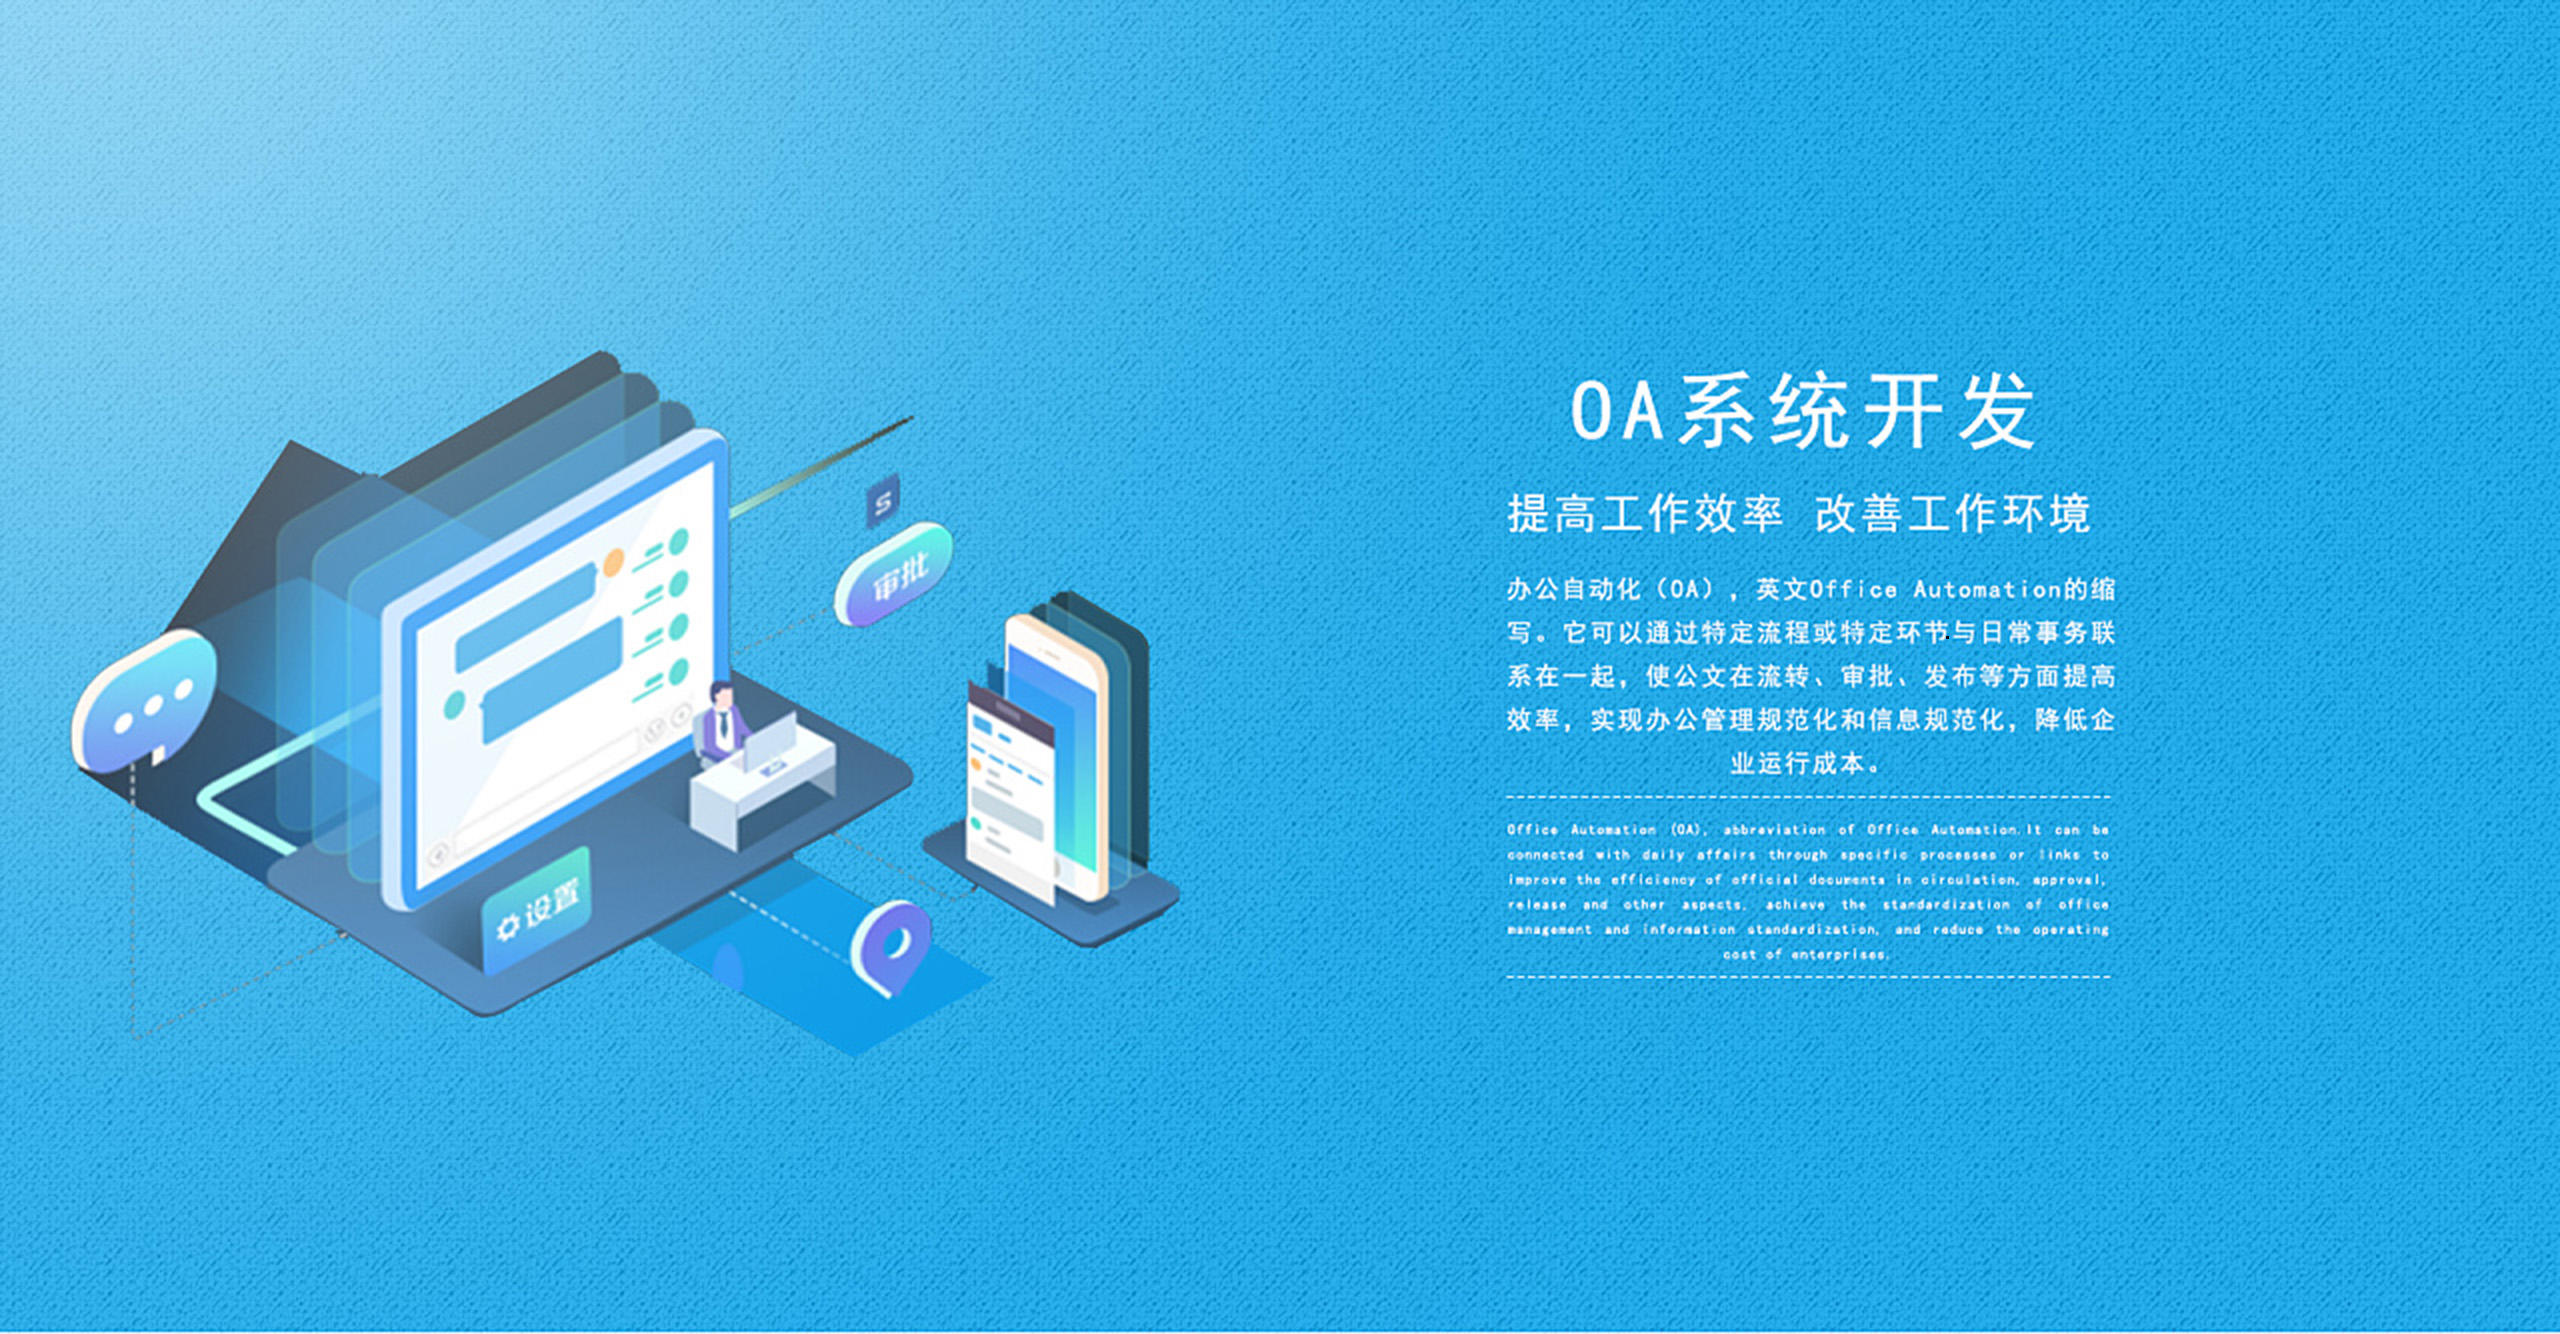 OA系统开发
提高工作效率 改善工作环境
办公自动化（OA），英文Office Automation的缩
写。它可以通过特定流程或特定环节与日常事务联
系在一起，使公文在流转、审批、发布等方面提高
效率，实现办公管理规范化和信息规范化，降低企
业运行成本。
Office Automation (OA), abbreviation of Office Automation.It can be
connected with daily affairs through specific processes or links to
improve the efficiency of official documents in circulation, approval,
release and other aspects, achieve the standardization of office
management and information standardization, and reduce the operating
cost of enterprises.
S
审批
设置